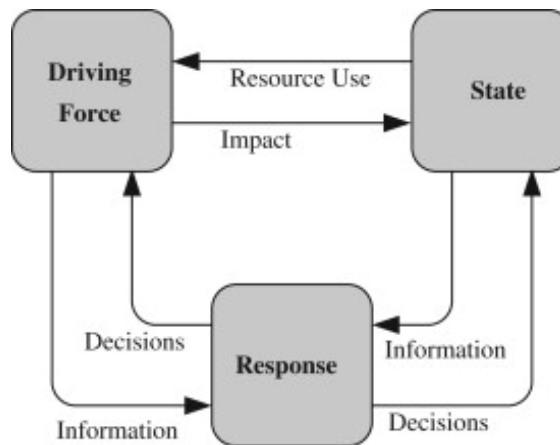 Driving
Force
Resource Use
State
Impact
Decisions
Response
Information
Information
Decisions